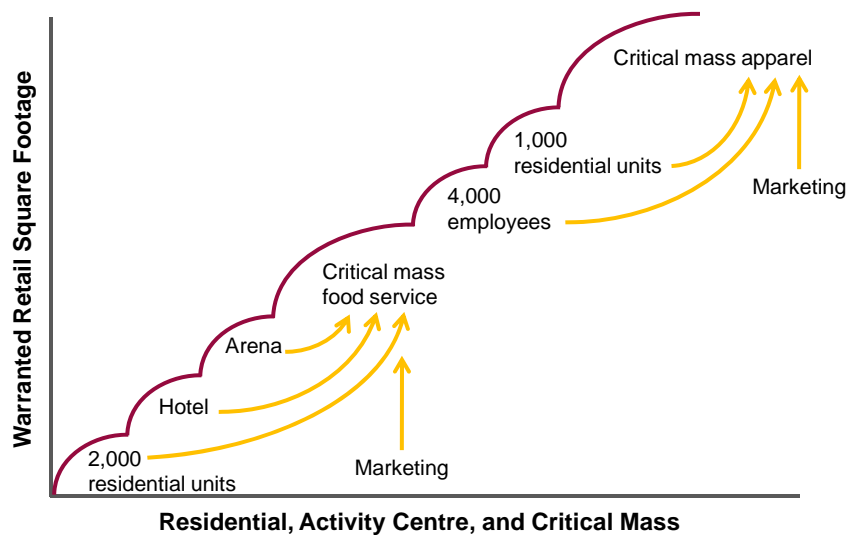 Warranted Retail Square Footage
Critical mass apparel
1,000
residential units
Marketing
4,000
employees
Critical mass
food service
Arena
Hotel
2,000
residential units
Marketing
Residential, Activity Centre, and Critical Mass